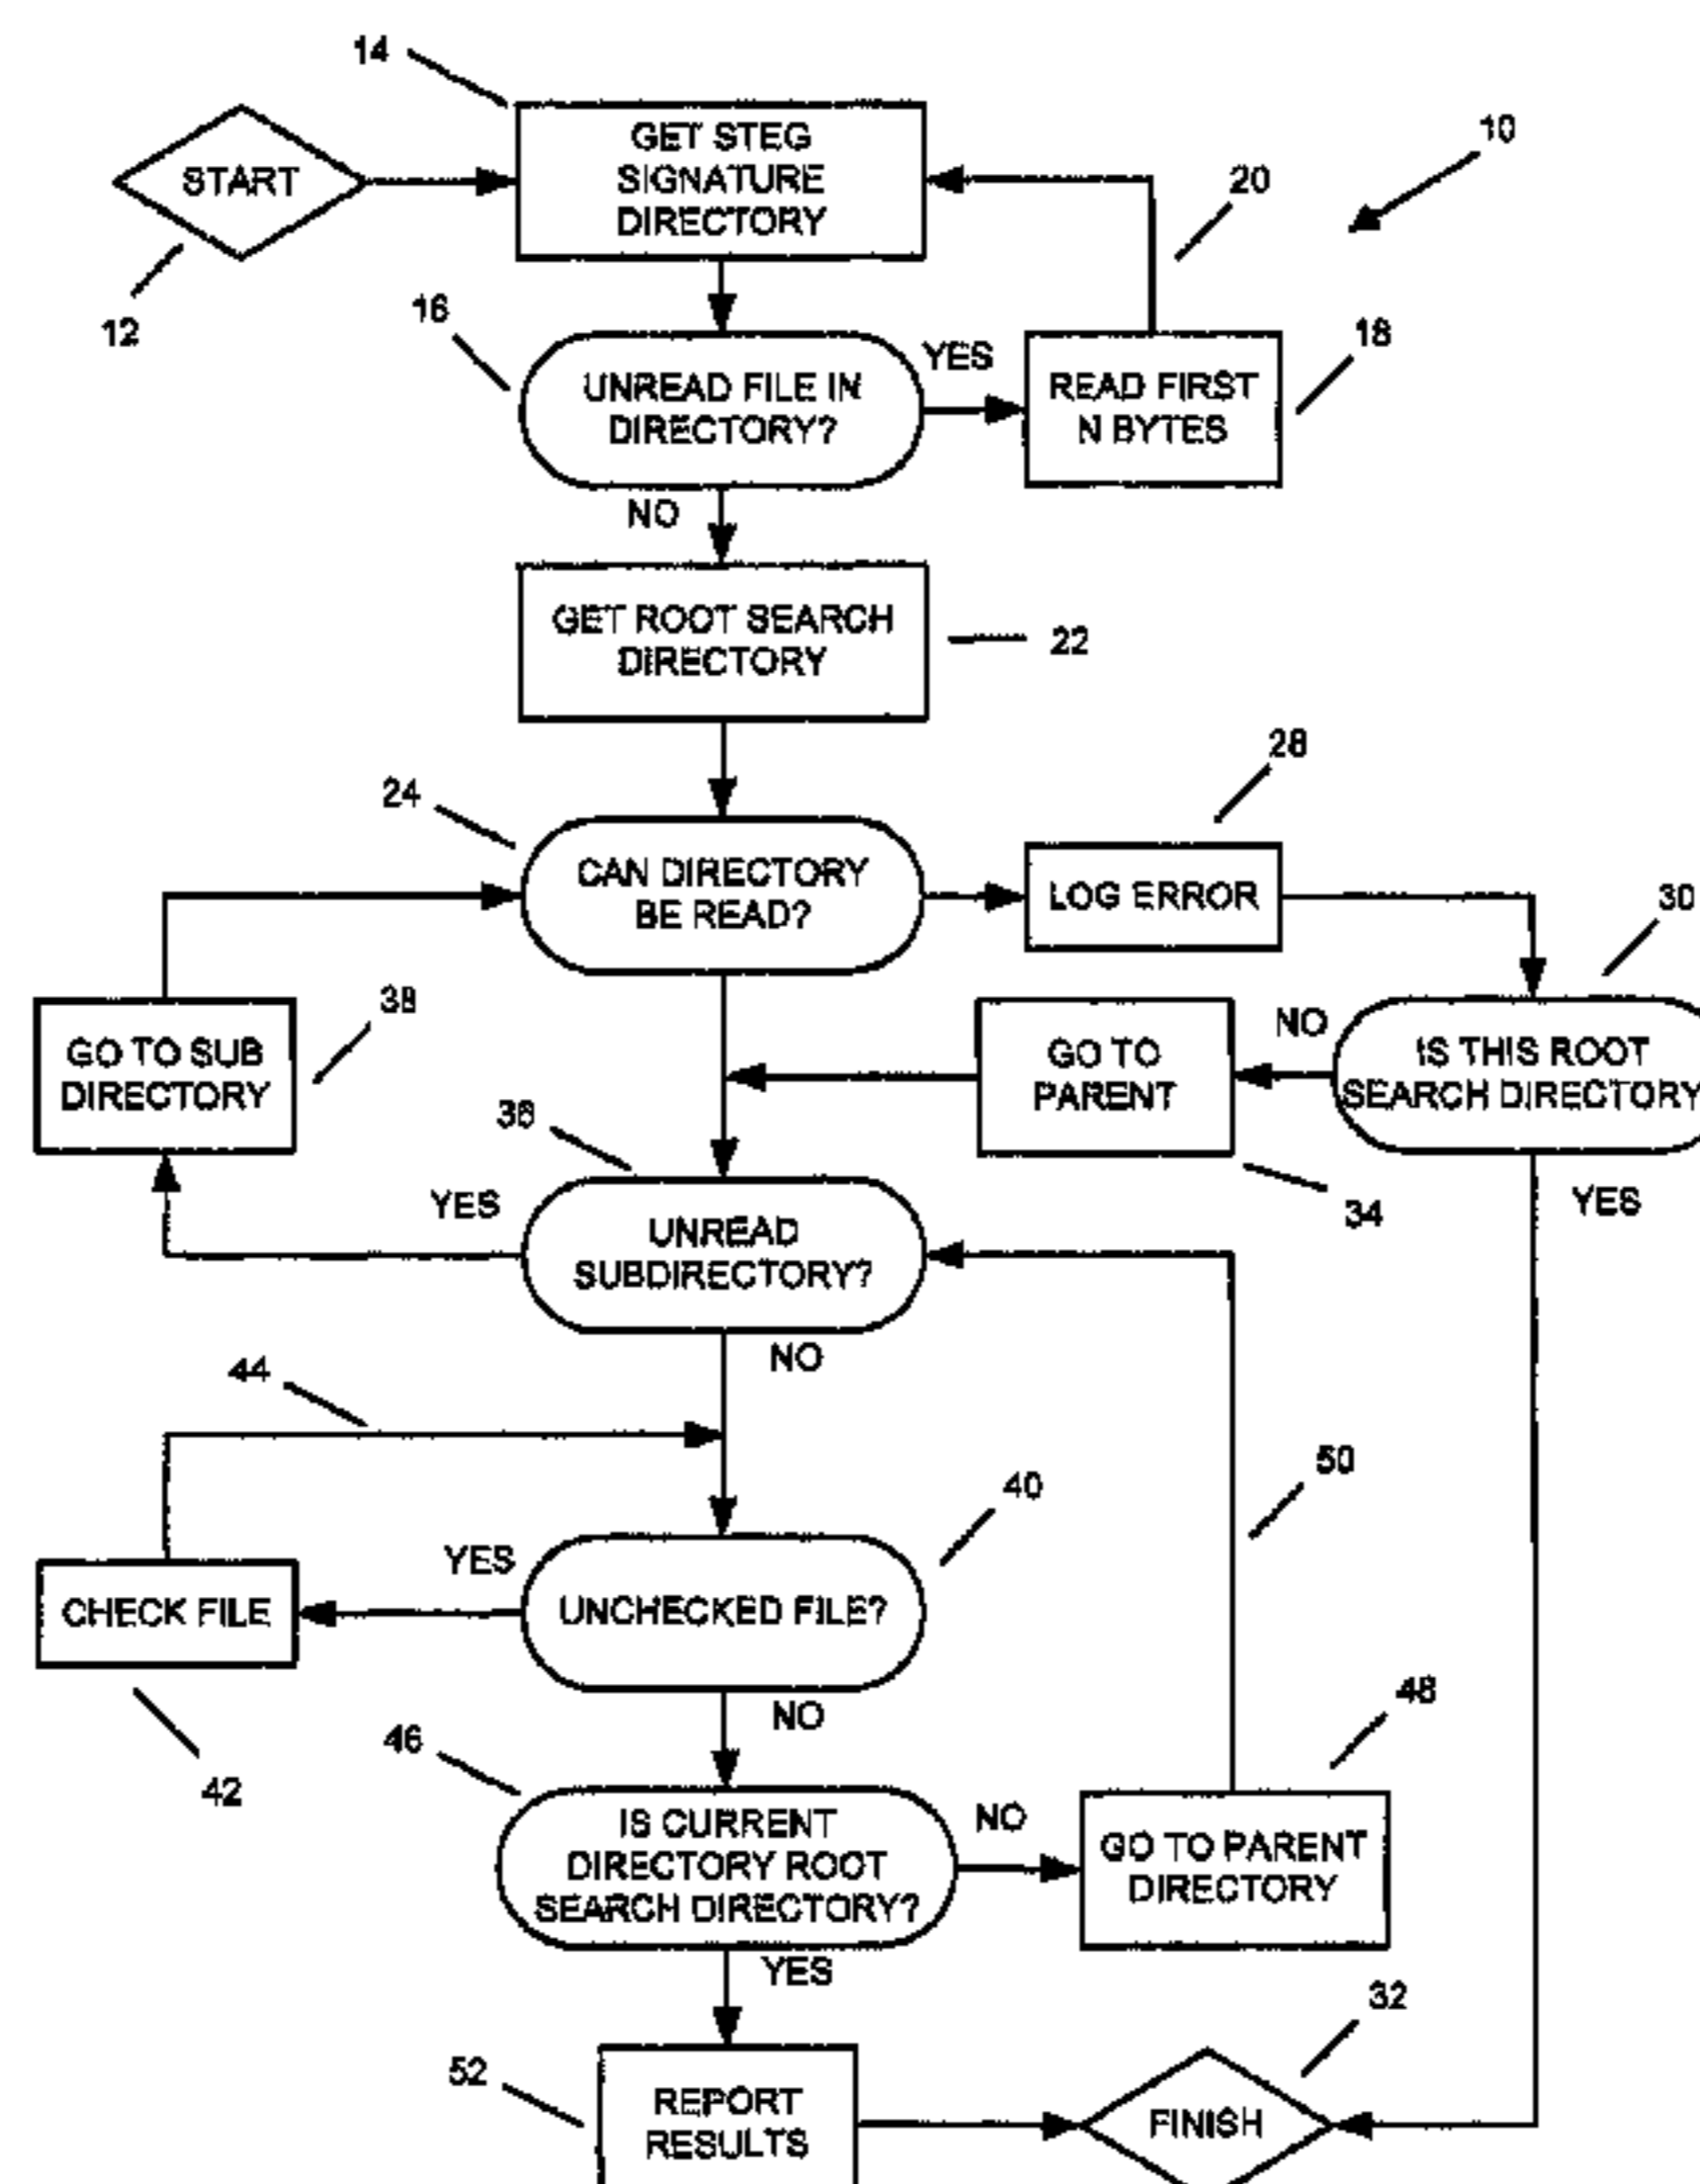 14
10
GET STEG
SIGNATURE
DIRECTORY
20
START
12
16
18
YES
UNREAD FILE IN
DIRECTORY?
READ FIRST
N BYTES
NO
GET ROOT SEARCH
DIRECTORY
22
28
24
CAN DIRECTORY
BE READ?
LOG ERROR
30
38
GO TO SUB
DIRECTORY
GO TO
PARENT
NO
IS THIS ROOT
SEARCH DIRECTORY
36
YES
34
YES
UNREAD
SUBDIRECTORY?
NO
44
50
40
YES
CHECK FILE
UNCHECKED FILE?
48
NO
46
42
IS CURRENT
DIRECTORY ROOT
SEARCH DIRECTORY?
NO
GO TO PARENT
DIRECTORY
YES
32
52
REPORT
RESULTS
FINISH